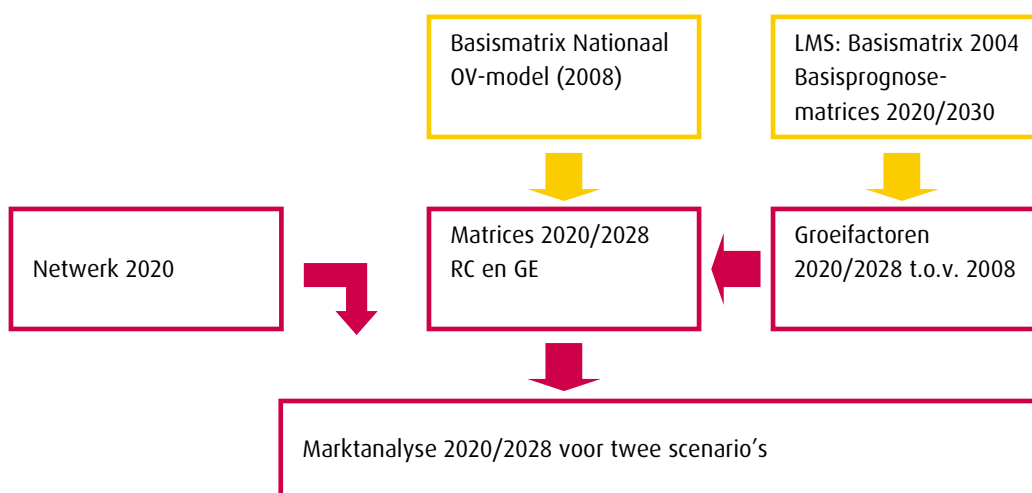 Basismatrix Nationaal
OV-model (2008)
LMS: Basismatrix 2004
Basisprognose-
matrices 2020/2030
Netwerk 2020
Matrices 2020/2028
RC en GE
Groeifactoren
2020/2028 t.o.v. 2008
Marktanalyse 2020/2028 voor twee scenario's